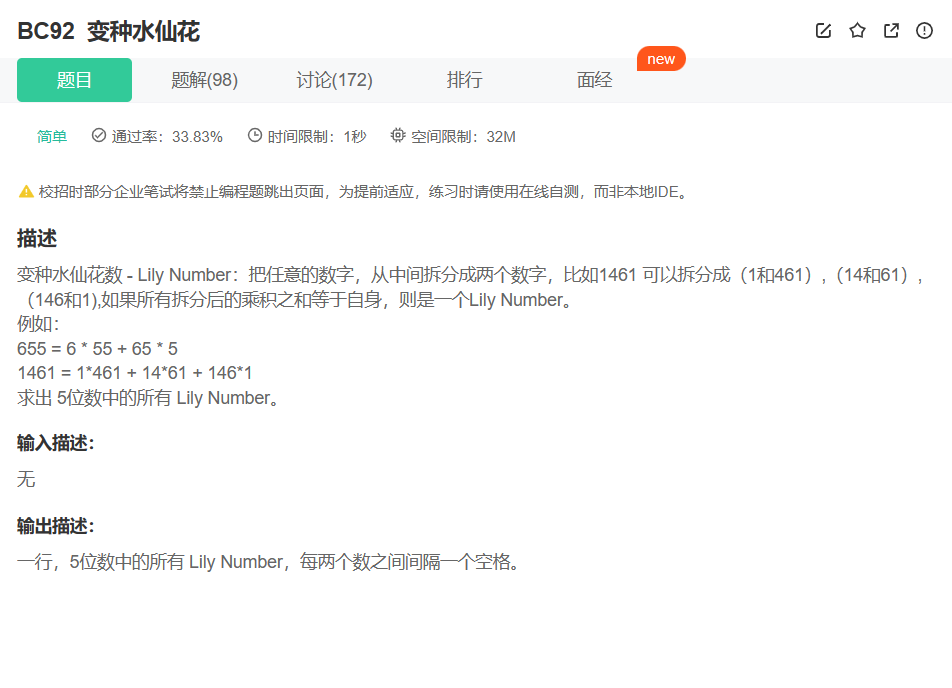 BC92 变种水仙花
题目 题解(98) 讨论(172) 排行 面经 new
简单 通过率：33.83% 时间限制：1秒 空间限制：32M
校招时部分企业笔试将禁止编程题跳出页面，为提前适应，练习时请使用在线自测，而非本地IDE。
描述
变种水仙花数 - Lily Number：把任意的数字，从中间拆分成两个数字，比如1461 可以拆分成（1和461）,（14和61）,
（146和1),如果所有拆分后的乘积之和等于自身，则是一个Lily Number。
例如：
655 = 6 * 55 + 65 * 5
1461 = 1*461 + 14*61 + 146*1
求出 5位数中的所有 Lily Number。
输入描述：
无
输出描述：
一行，5位数中的所有 Lily Number，每两个数之间间隔一个空格。